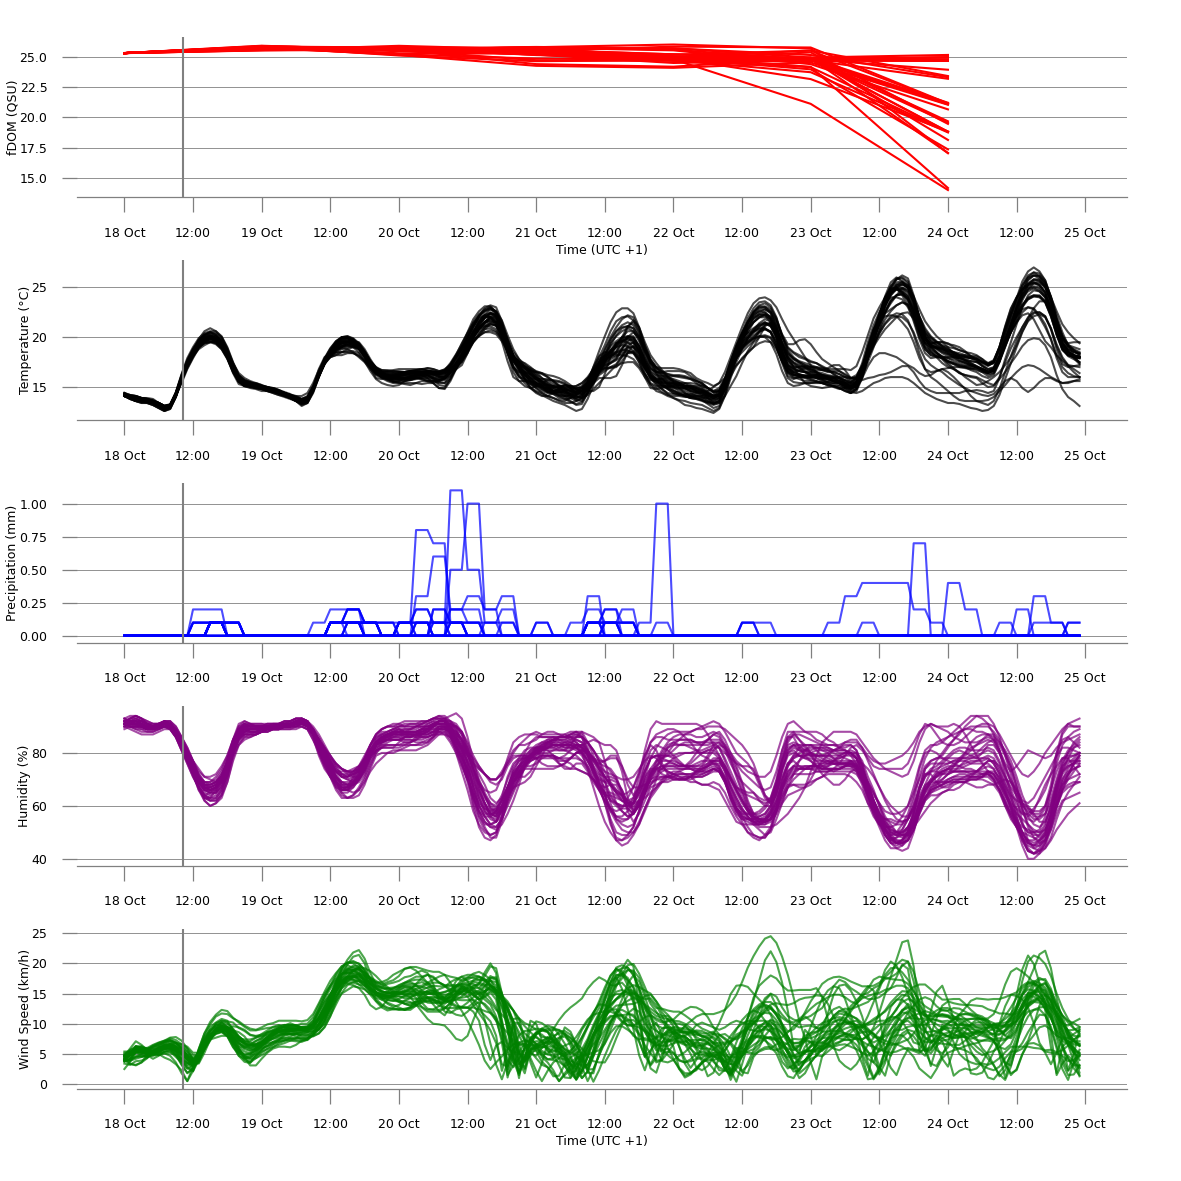 fDOM (QSU)
25.0
22.5
20.0
17.5
15.0
18 Oct 12:00 19 Oct 12:00 20 Oct 12:00 21 Oct 12:00 22 Oct 12:00 23 Oct 12:00 24 Oct 12:00 25 Oct
Time (UTC +1)
Temperature (°C)
25
20
15
18 Oct 12:00 19 Oct 12:00 20 Oct 12:00 21 Oct 12:00 22 Oct 12:00 23 Oct 12:00 24 Oct 12:00 25 Oct
Precipitation (mm)
1.00
0.75
0.50
0.25
0.00
18 Oct 12:00 19 Oct 12:00 20 Oct 12:00 21 Oct 12:00 22 Oct 12:00 23 Oct 12:00 24 Oct 12:00 25 Oct
Humidity (%)
80
60
40
18 Oct 12:00 19 Oct 12:00 20 Oct 12:00 21 Oct 12:00 22 Oct 12:00 23 Oct 12:00 24 Oct 12:00 25 Oct
Wind Speed (km/h)
25
20
15
10
5
0
18 Oct 12:00 19 Oct 12:00 20 Oct 12:00 21 Oct 12:00 22 Oct 12:00 23 Oct 12:00 24 Oct 12:00 25 Oct
Time (UTC +1)